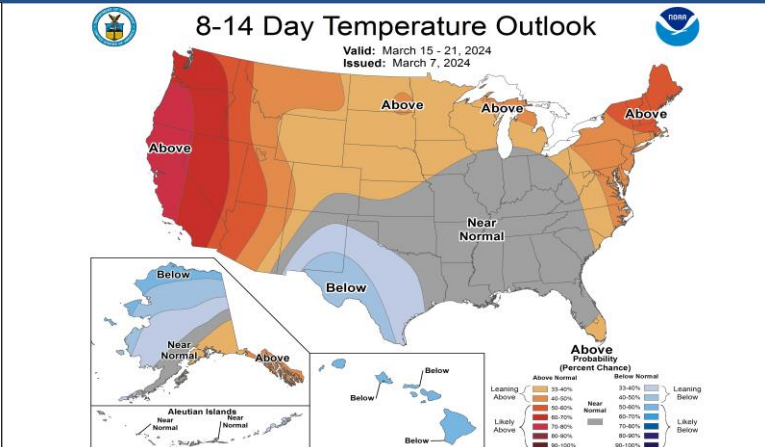 NOAA
8-14 Day Temperature Outlook
Valid: March 15 - 21, 2024
Issued: March 7, 2024
Above
Above
Above
Above
Near
Normal
Below
Above
Below
Near
Normal
Above
Aleutian Islands
Near
Normal
Near
Normal
Below
Below
Below
Probability
(Percent Chance)
Above Normal
Below Normal
Leaning
Above
Likely
Above
33-40%
40-50%
50-60%
60-70%
70-80%
80-90%
90-100%
Near
Normal
33-40%
40-50%
50-60%
60-70%
70-80%
80-90%
90-100%
Leaning
Below
Likely
Below